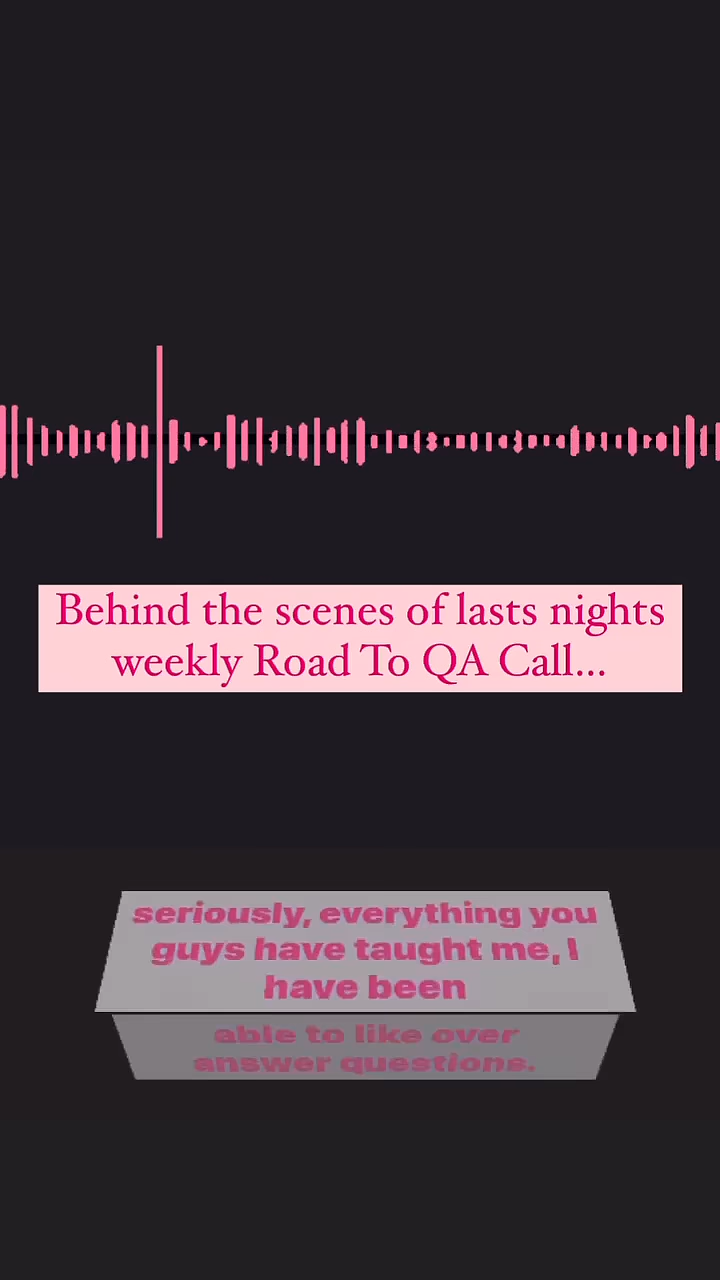 Behind the scenes of lasts nights
weekly Road To QA Call...
seriously, everything you
guys have taught me, I
have been
able to like over
answer questions.